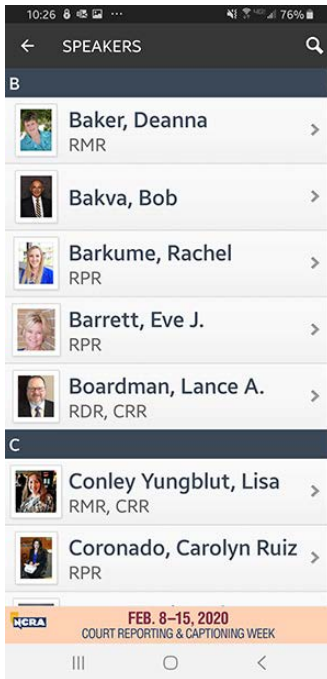 10:26 76%
SPEAKERS
B
Baker, Deanna
RMR
Bakva, Bob
Barkume, Rachel
RPR
Barrett, Eve J.
RPR
Boardman, Lance A.
RDR, CRR
C
Conley Yungblut, Lisa
RMR, CRR
Coronado, Carolyn Ruiz
RPR
NCRA
FEB. 8–15, 2020
COURT REPORTING & CAPTIONING WEEK